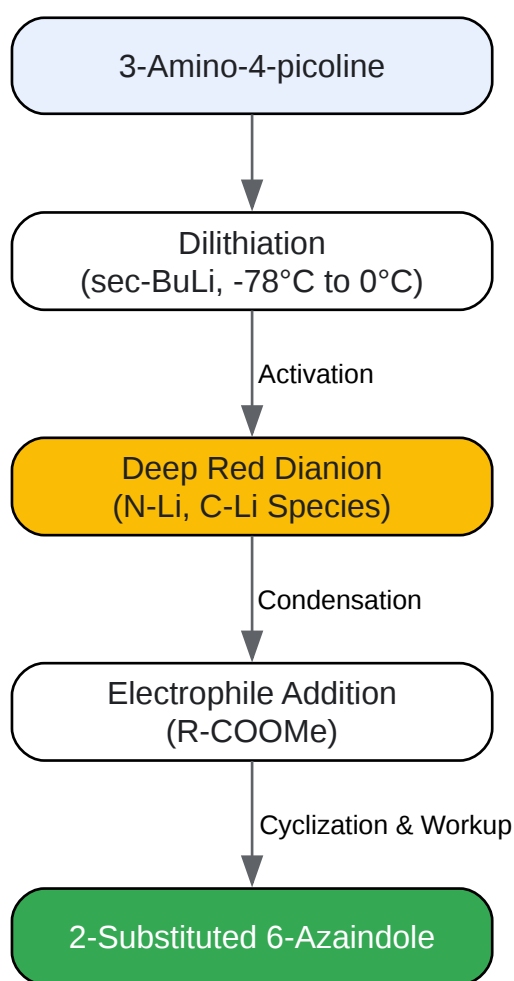 3-Amino-4-picoline
Dilithiation
(sec-BuLi, -78°C to 0°C)
Activation
Deep Red Dianion
(N-Li, C-Li Species)
Condensation
Electrophile Addition
(R-COOMe)
Cyclization & Workup
2-Substituted 6-Azaindole